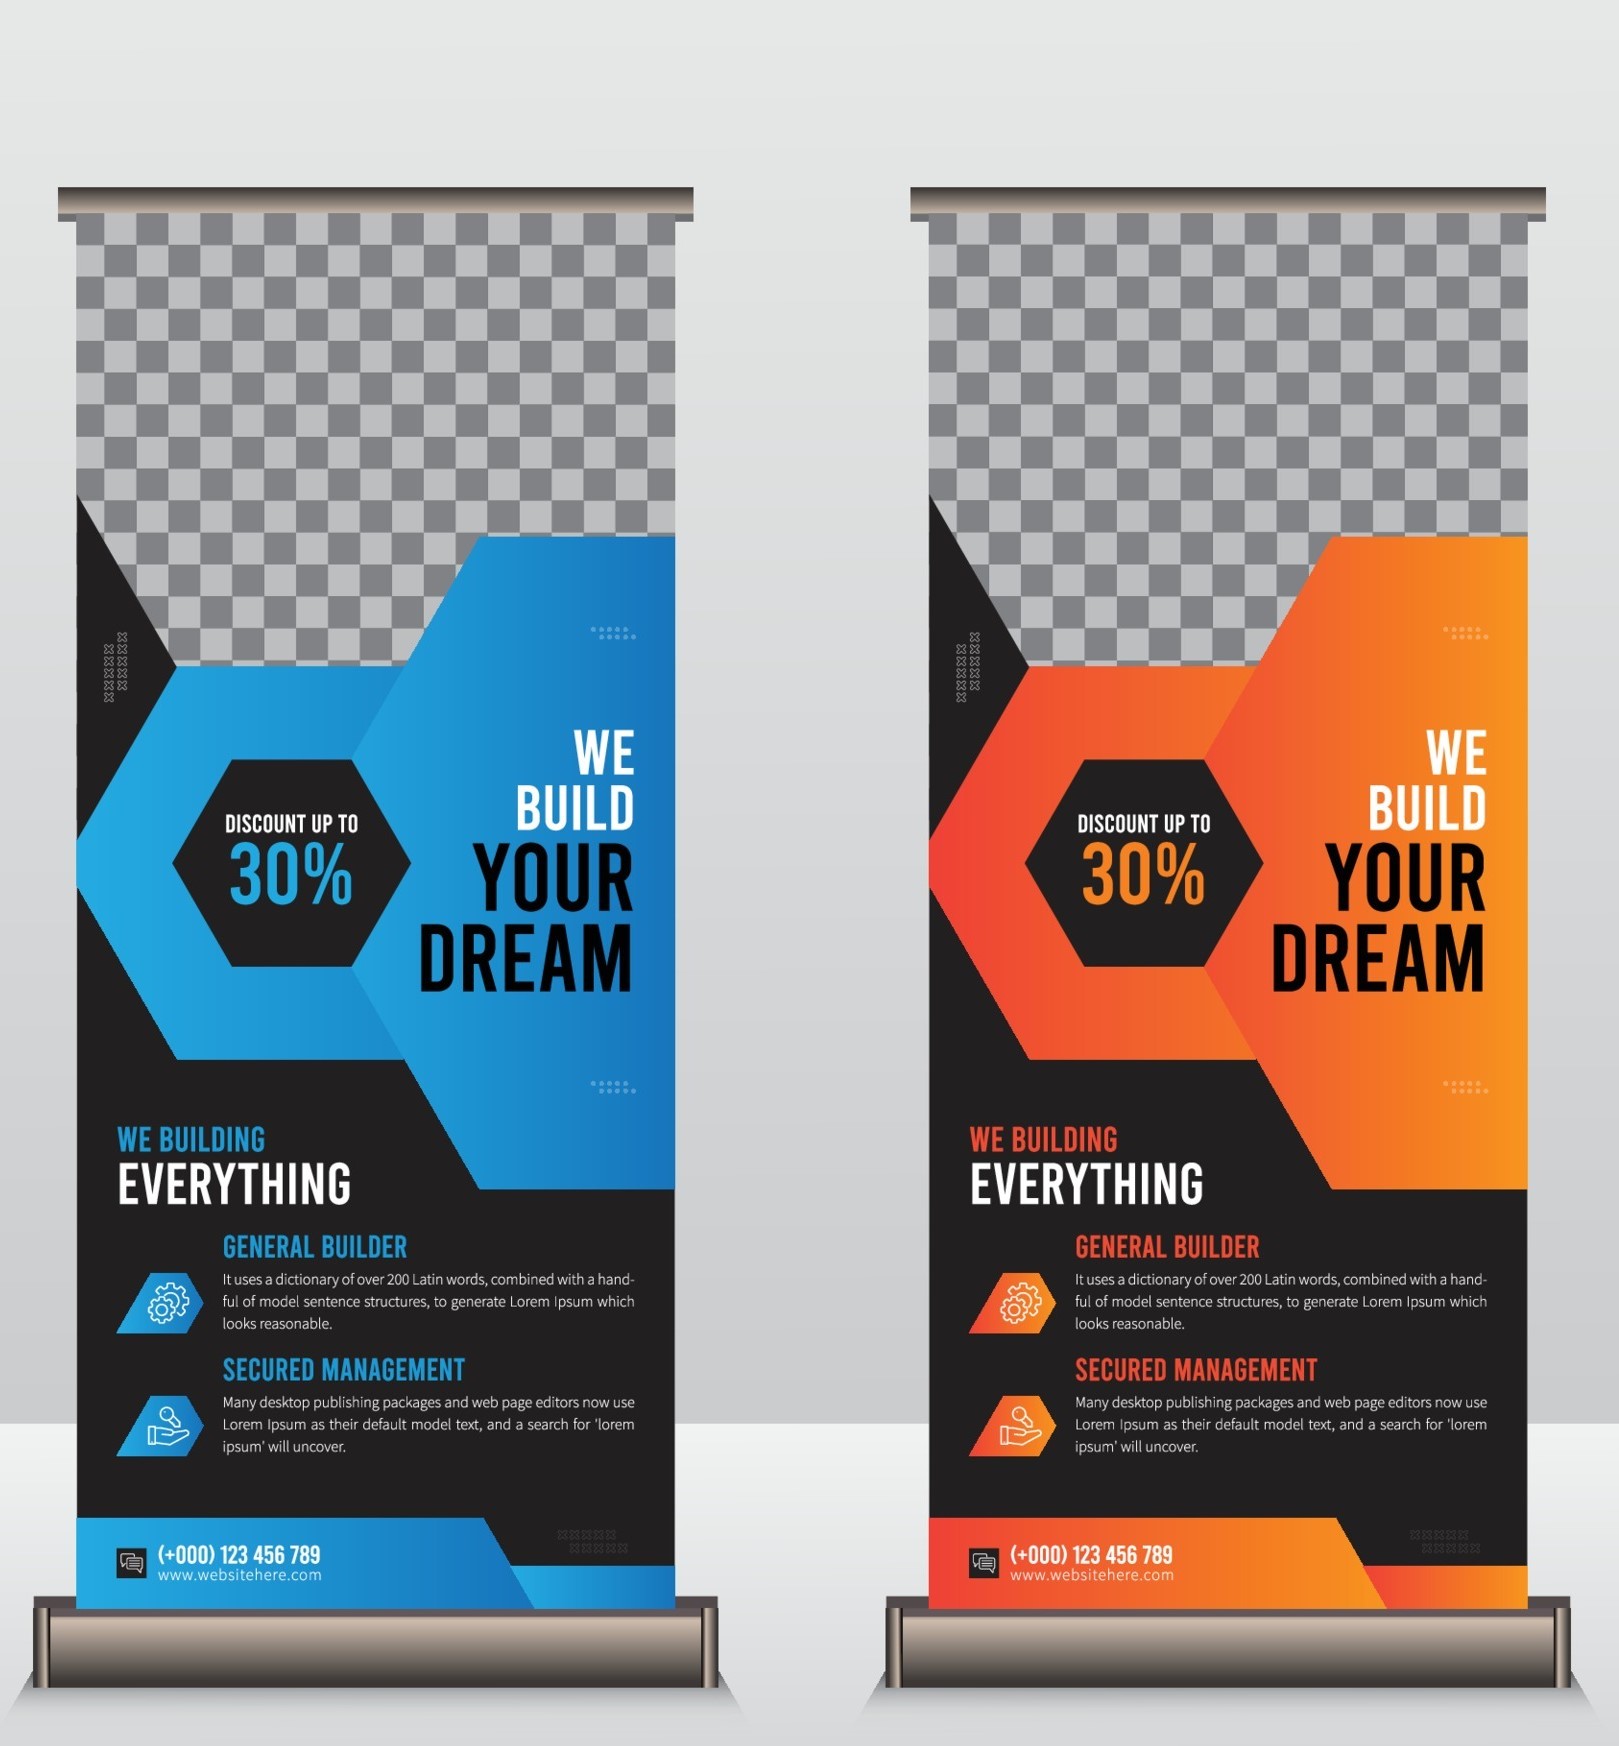 WE
BUILD
YOUR
DREAM
DISCOUNT UP TO
30%
WE BUILDING
EVERYTHING
GENERAL BUILDER
It uses a dictionary of over 200 Latin words, combined with a hand-
ful of model sentence structures, to generate Lorem Ipsum which
looks reasonable.
SECURED MANAGEMENT
Many desktop publishing packages and web page editors now use
Lorem Ipsum as their default model text, and a search for 'lorem
ipsum' will uncover.
(+000) 123 456 789
www.websitehere.com
WE
BUILD
YOUR
DREAM
DISCOUNT UP TO
30%
WE BUILDING
EVERYTHING
GENERAL BUILDER
It uses a dictionary of over 200 Latin words, combined with a hand-
ful of model sentence structures, to generate Lorem Ipsum which
looks reasonable.
SECURED MANAGEMENT
Many desktop publishing packages and web page editors now use
Lorem Ipsum as their default model text, and a search for 'lorem
ipsum' will uncover.
(+000) 123 456 789
www.websitehere.com